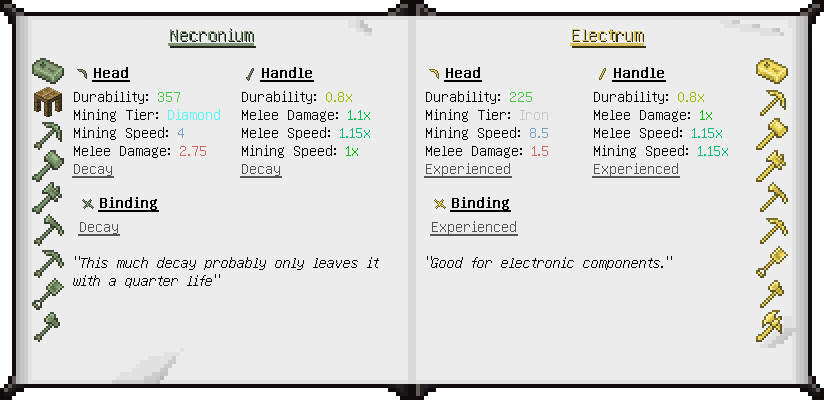 Necronium
Head
Durability: 357
Mining Tier: Diamond
Mining Speed: 4
Melee Damage: 2.75
Decay
Handle
Durability: 0.8x
Melee Damage: 1.1x
Melee Speed: 1.15x
Mining Speed: 1x
Decay
Binding
Decay
"This much decay probably only leaves it
with a quarter life"
Electrum
Head
Durability: 225
Mining Tier: Iron
Mining Speed: 8.5
Melee Damage: 1.5
Experienced
Handle
Durability: 0.8x
Melee Damage: 1x
Melee Speed: 1.15x
Mining Speed: 1.15x
Experienced
Binding
Experienced
"Good for electronic components."